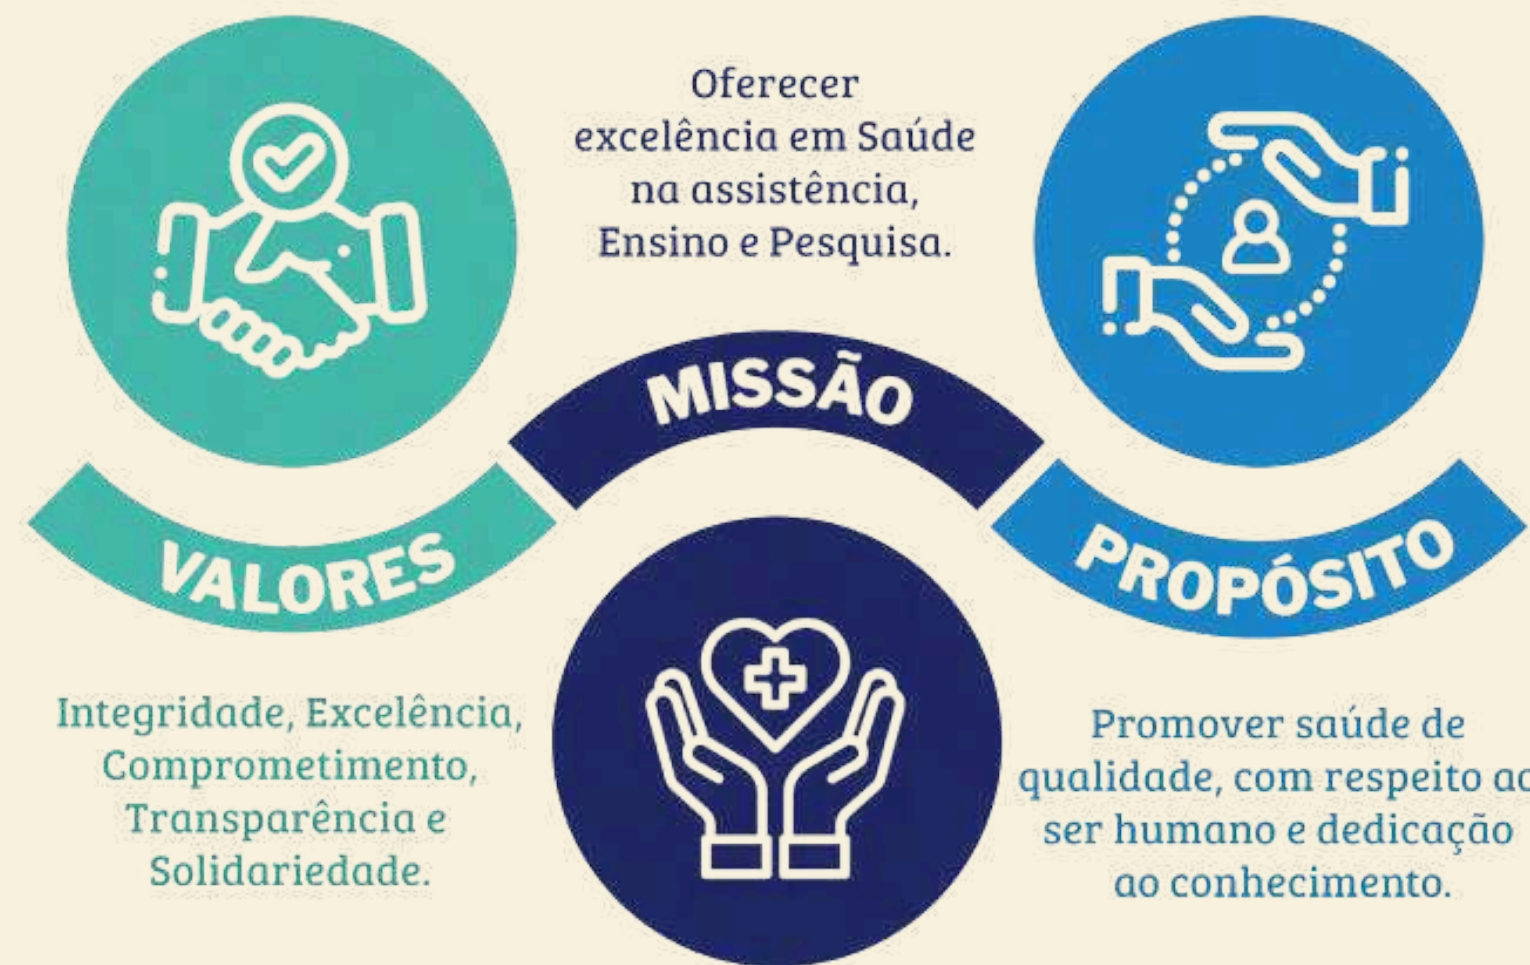 Oferecer
excelência em Saúde
na assistência,
Ensino e Pesquisa.
MISSÃO
VALORES
PROPÓSITO
Integridade, Excelência,
Comprometimento,
Transparência e
Solidariedade.
Promover saúde de
qualidade, com respeito ao
ser humano e dedicação
ao conhecimento.